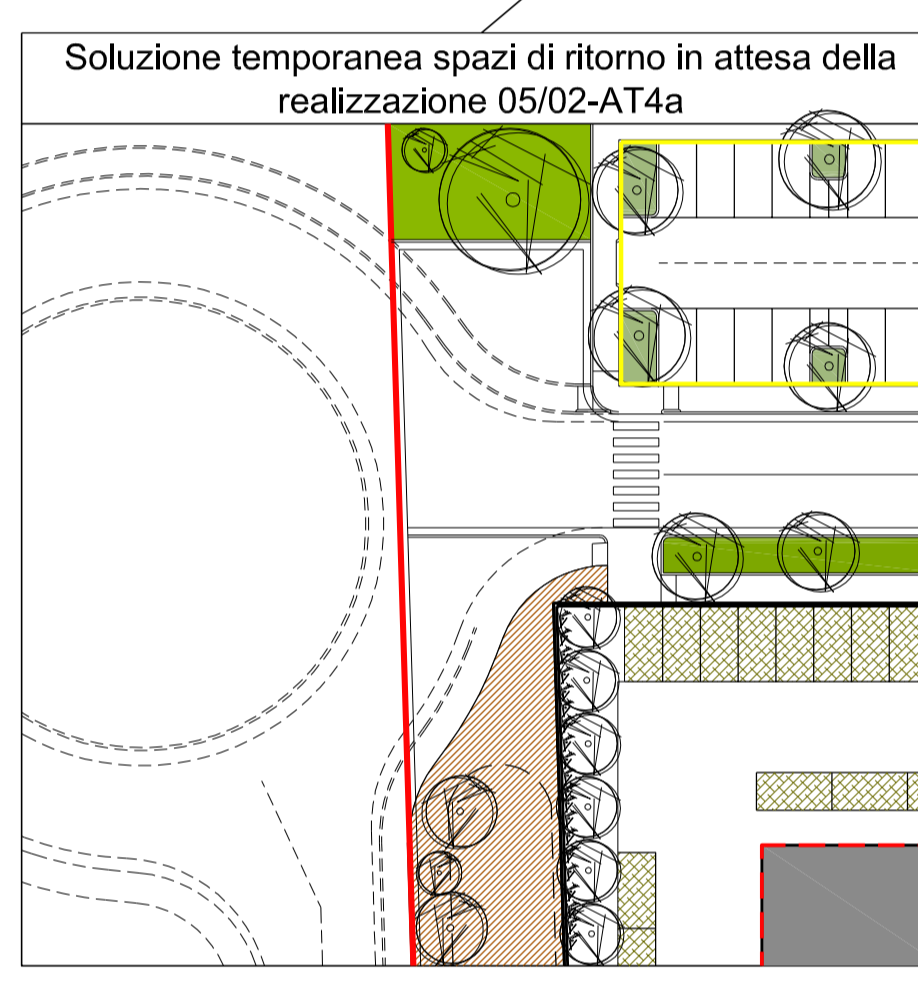 Soluzione temporanea spazi di ritorno in attesa della
realizzazione 05/02-AT4a